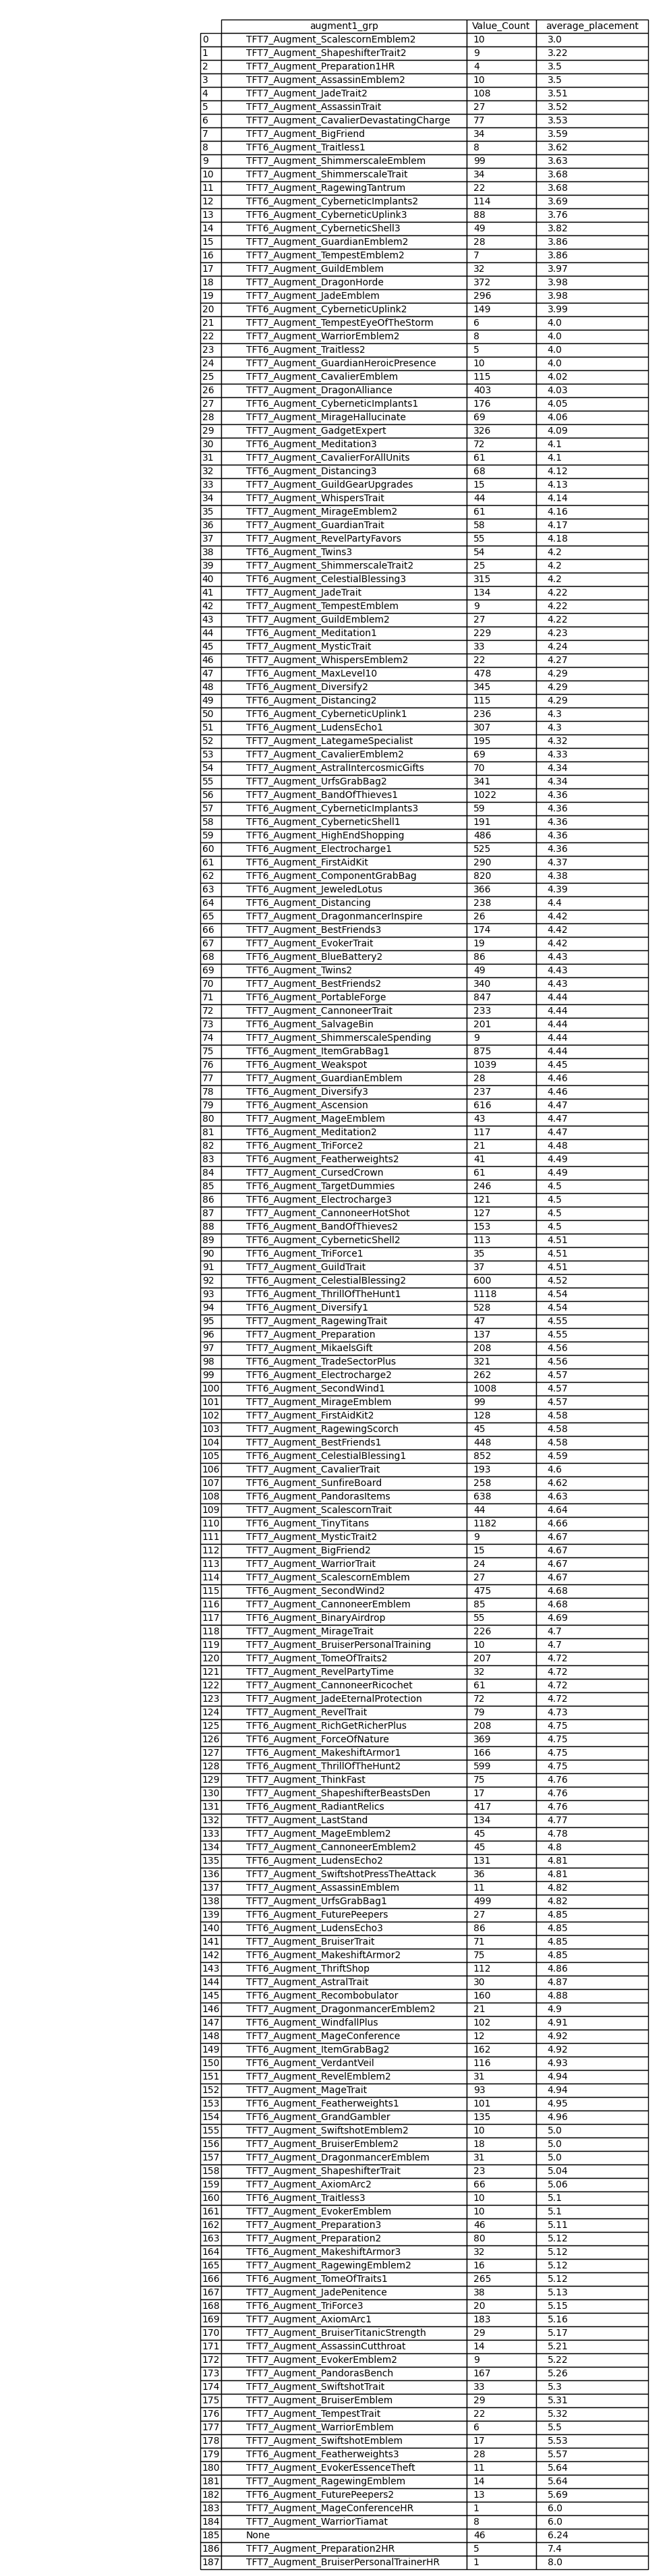 augment1_grp Value_Count average_placement
0 TFT7_Augment_ScalescornEmblem2 10 3.0
1 TFT7_Augment_ShapeshifterTrait2 9 3.22
2 TFT7_Augment_Preparation1HR 4 3.5
3 TFT7_Augment_AssassinEmblem2 10 3.5
4 TFT7_Augment_JadeTrait2 108 3.51
5 TFT7_Augment_AssassinTrait 27 3.52
6 TFT7_Augment_CavalierDevastatingCharge 77 3.53
7 TFT7_Augment_BigFriend 34 3.59
8 TFT6_Augment_Traitless1 8 3.62
9 TFT7_Augment_ShimmerscaleEmblem 99 3.63
10 TFT7_Augment_ShimmerscaleTrait 34 3.68
11 TFT7_Augment_RagewingTantrum 22 3.68
12 TFT6_Augment_CyberneticImplants2 114 3.69
13 TFT6_Augment_CyberneticUplink3 88 3.76
14 TFT6_Augment_CyberneticShell3 49 3.82
15 TFT7_Augment_GuardianEmblem2 28 3.86
16 TFT7_Augment_TempestEmblem2 7 3.86
17 TFT7_Augment_GuildEmblem 32 3.97
18 TFT7_Augment_DragonHorde 372 3.98
19 TFT7_Augment_JadeEmblem 296 3.98
20 TFT6_Augment_CyberneticUplink2 149 3.99
21 TFT7_Augment_TempestEyeOfTheStorm 6 4.0
22 TFT7_Augment_WarriorEmblem2 8 4.0
23 TFT6_Augment_Traitless2 5 4.0
24 TFT7_Augment_GuardianHeroicPresence 10 4.0
25 TFT7_Augment_CavalierEmblem 115 4.02
26 TFT7_Augment_DragonAlliance 403 4.03
27 TFT6_Augment_CyberneticImplants1 176 4.05
28 TFT7_Augment_MirageHallucinate 69 4.06
29 TFT7_Augment_GadgetExpert 326 4.09
30 TFT6_Augment_Meditation3 72 4.1
31 TFT7_Augment_CavalierForAllUnits 61 4.1
32 TFT6_Augment_Distancing3 68 4.12
33 TFT7_Augment_GuildGearUpgrades 15 4.13
34 TFT7_Augment_WhispersTrait 44 4.14
35 TFT7_Augment_MirageEmblem2 61 4.16
36 TFT7_Augment_GuardianTrait 58 4.17
37 TFT7_Augment_RevelPartyFavors 55 4.18
38 TFT6_Augment_Twins3 54 4.2
39 TFT7_Augment_ShimmerscaleTrait2 25 4.2
40 TFT6_Augment_CelestialBlessing3 315 4.2
41 TFT7_Augment_JadeTrait 134 4.22
42 TFT7_Augment_TempestEmblem 9 4.22
43 TFT7_Augment_GuildEmblem2 27 4.22
44 TFT6_Augment_Meditation1 229 4.23
45 TFT7_Augment_MysticTrait 33 4.24
46 TFT7_Augment_WhispersEmblem2 22 4.27
47 TFT6_Augment_MaxLevel10 478 4.29
48 TFT6_Augment_Diversify2 345 4.29
49 TFT6_Augment_Distancing2 115 4.29
50 TFT6_Augment_CyberneticUplink1 236 4.3
51 TFT6_Augment_LudensEcho1 307 4.3
52 TFT7_Augment_LategameSpecialist 195 4.32
53 TFT7_Augment_CavalierEmblem2 69 4.33
54 TFT7_Augment_AstralIntercosmicGifts 70 4.34
55 TFT7_Augment_UrfsGrabBag2 341 4.34
56 TFT7_Augment_BandOfThieves1 1022 4.36
57 TFT6_Augment_CyberneticImplants3 59 4.36
58 TFT6_Augment_CyberneticShell1 191 4.36
59 TFT6_Augment_HighEndShopping 486 4.36
60 TFT6_Augment_Electrocharge1 525 4.36
61 TFT6_Augment_FirstAidKit 290 4.37
62 TFT6_Augment_ComponentGrabBag 820 4.38
63 TFT6_Augment_JeweledLotus 366 4.39
64 TFT6_Augment_Distancing 238 4.4
65 TFT7_Augment_DragonmancerInspire 26 4.42
66 TFT7_Augment_BestFriends3 174 4.42
67 TFT7_Augment_EvokerTrait 19 4.42
68 TFT6_Augment_BlueBattery2 86 4.43
69 TFT6_Augment_Twins2 49 4.43
70 TFT7_Augment_BestFriends2 340 4.43
71 TFT6_Augment_PortableForge 847 4.44
72 TFT7_Augment_CannoneerTrait 233 4.44
73 TFT6_Augment_SalvageBin 201 4.44
74 TFT7_Augment_ShimmerscaleSpending 9 4.44
75 TFT6_Augment_ItemGrabBag1 875 4.44
76 TFT6_Augment_Weakspot 1039 4.45
77 TFT7_Augment_GuardianEmblem 28 4.46
78 TFT6_Augment_Diversify3 237 4.46
79 TFT6_Augment_Ascension 616 4.47
80 TFT7_Augment_MageEmblem 43 4.47
81 TFT6_Augment_Meditation2 117 4.47
82 TFT6_Augment_TriForce2 21 4.48
83 TFT6_Augment_Featherweights2 41 4.49
84 TFT7_Augment_CursedCrown 61 4.49
85 TFT6_Augment_TargetDummies 246 4.5
86 TFT6_Augment_Electrocharge3 121 4.5
87 TFT7_Augment_CannoneerHotShot 127 4.5
88 TFT6_Augment_BandOfThieves2 153 4.5
89 TFT6_Augment_CyberneticShell2 113 4.51
90 TFT6_Augment_TriForce1 35 4.51
91 TFT7_Augment_GuildTrait 37 4.51
92 TFT6_Augment_CelestialBlessing2 600 4.52
93 TFT6_Augment_ThrillOfTheHunt1 1118 4.54
94 TFT6_Augment_Diversify1 528 4.54
95 TFT7_Augment_RagewingTrait 47 4.55
96 TFT7_Augment_Preparation 137 4.55
97 TFT7_Augment_MikaelsGift 208 4.56
98 TFT6_Augment_TradeSectorPlus 321 4.56
99 TFT6_Augment_Electrocharge2 262 4.57
100 TFT6_Augment_SecondWind1 1008 4.57
101 TFT7_Augment_MirageEmblem 99 4.57
102 TFT7_Augment_FirstAidKit2 128 4.58
103 TFT7_Augment_RagewingScorch 45 4.58
104 TFT7_Augment_BestFriends1 448 4.58
105 TFT6_Augment_CelestialBlessing1 852 4.59
106 TFT7_Augment_CavalierTrait 193 4.6
107 TFT6_Augment_SunfireBoard 258 4.62
108 TFT6_Augment_PandorasItems 638 4.63
109 TFT7_Augment_ScalescornTrait 44 4.64
110 TFT6_Augment_TinyTitans 1182 4.66
111 TFT7_Augment_MysticTrait2 9 4.67
112 TFT7_Augment_BigFriend2 15 4.67
113 TFT7_Augment_WarriorTrait 24 4.67
114 TFT7_Augment_ScalescornEmblem 27 4.67
115 TFT6_Augment_SecondWind2 475 4.68
116 TFT7_Augment_CannoneerEmblem 85 4.68
117 TFT6_Augment_BinaryAirdrop 55 4.69
118 TFT7_Augment_MirageTrait 226 4.7
119 TFT7_Augment_BruiserPersonalTraining 10 4.7
120 TFT6_Augment_TomeOfTraits2 207 4.72
121 TFT7_Augment_RevelPartyTime 32 4.72
122 TFT7_Augment_CannoneerRicochet 61 4.72
123 TFT7_Augment_JadeEternalProtection 72 4.72
124 TFT7_Augment_RevelTrait 79 4.73
125 TFT6_Augment_RichGetRicherPlus 208 4.75
126 TFT6_Augment_ForceOfNature 369 4.75
127 TFT6_Augment_MakeshiftArmor1 166 4.75
128 TFT6_Augment_ThrillOfTheHunt2 599 4.75
129 TFT7_Augment_ThinkFast 75 4.76
130 TFT7_Augment_ShapeshifterBeastsDen 17 4.76
131 TFT6_Augment_RadiantRelics 417 4.76
132 TFT7_Augment_LastStand 134 4.77
133 TFT7_Augment_MageEmblem2 45 4.78
134 TFT7_Augment_CannoneerEmblem2 45 4.8
135 TFT6_Augment_LudensEcho2 131 4.81
136 TFT7_Augment_SwiftshotPressTheAttack 36 4.81
137 TFT7_Augment_AssassinEmblem 11 4.82
138 TFT7_Augment_UrfsGrabBag1 499 4.82
139 TFT6_Augment_FuturePeepers 27 4.85
140 TFT6_Augment_LudensEcho3 86 4.85
141 TFT7_Augment_BruiserTrait 71 4.85
142 TFT6_Augment_MakeshiftArmor2 75 4.85
143 TFT6_Augment_ThriftShop 112 4.86
144 TFT7_Augment_AstralTrait 30 4.87
145 TFT6_Augment_Recombobulator 160 4.88
146 TFT7_Augment_DragonmancerEmblem2 21 4.9
147 TFT6_Augment_WindfallPlus 102 4.91
148 TFT7_Augment_MageConference 12 4.92
149 TFT6_Augment_ItemGrabBag2 162 4.92
150 TFT6_Augment_VerdantVeil 116 4.93
151 TFT7_Augment_RevelEmblem2 31 4.94
152 TFT7_Augment_MageTrait 93 4.94
153 TFT6_Augment_Featherweights1 101 4.95
154 TFT6_Augment_GrandGambler 135 4.96
155 TFT7_Augment_SwiftshotEmblem2 10 5.0
156 TFT7_Augment_BruiserEmblem2 18 5.0
157 TFT7_Augment_DragonmancerEmblem 31 5.0
158 TFT7_Augment_ShapeshifterTrait 23 5.04
159 TFT7_Augment_AxiomArc2 66 5.06
160 TFT6_Augment_Traitless3 10 5.1
161 TFT7_Augment_EvokerEmblem 10 5.1
162 TFT7_Augment_Preparation3 46 5.11
163 TFT7_Augment_Preparation2 80 5.12
164 TFT6_Augment_MakeshiftArmor3 32 5.12
165 TFT7_Augment_RagewingEmblem2 16 5.12
166 TFT6_Augment_TomeOfTraits1 265 5.12
167 TFT7_Augment_JadePenitence 38 5.13
168 TFT6_Augment_TriForce3 20 5.15
169 TFT7_Augment_AxiomArc1 183 5.16
170 TFT7_Augment_BruiserTitanicStrength 29 5.17
171 TFT7_Augment_AssassinCutthroat 14 5.21
172 TFT7_Augment_EvokerEmblem2 9 5.22
173 TFT7_Augment_PandorasBench 167 5.26
174 TFT7_Augment_SwiftshotTrait 33 5.3
175 TFT7_Augment_BruiserEmblem 29 5.31
176 TFT7_Augment_TempestTrait 22 5.32
177 TFT7_Augment_WarriorEmblem 6 5.5
178 TFT7_Augment_SwiftshotEmblem 17 5.53
179 TFT6_Augment_Featherweights3 28 5.57
180 TFT7_Augment_EvokerEssenceTheft 11 5.64
181 TFT7_Augment_RagewingEmblem 14 5.64
182 TFT6_Augment_FuturePeepers2 13 5.69
183 TFT7_Augment_MageConferenceHR 1 6.0
184 TFT7_Augment_WarriorTiamat 8 6.0
185 None 46 6.24
186 TFT7_Augment_Preparation2HR 5 7.4
187 TFT7_Augment_BruiserPersonalTrainerHR 1 8.0